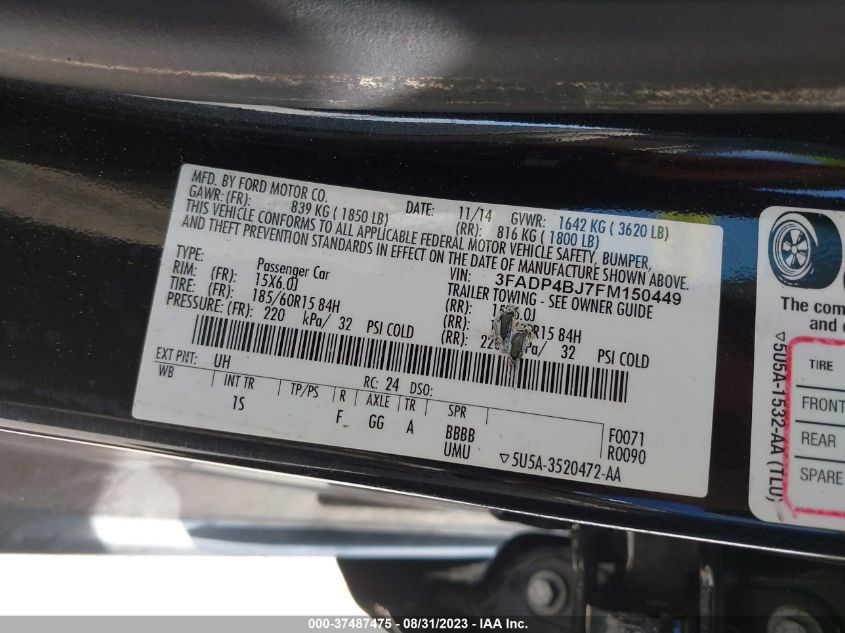 MFD. BY FORD MOTOR CO.
DATE: 11/14 GVWR: 1642 KG ( 3620 LB)
GAWR:(FR): 839 KG ( 1850 LB) (RR): 816 KG ( 1800 LB)
THIS VEHICLE CONFORMS TO ALL APPLICABLE FEDERAL MOTOR VEHICLE SAFETY, BUMPER,
AND THEFT PREVENTION STANDARDS IN EFFECT ON THE DATE OF MANUFACTURE SHOWN ABOVE.
VIN: 3FADP4BJ7FM150449
TYPE: Passenger Car TRAILER TOWING - SEE OWNER GUIDE
RIM: (FR): 15X6.0J (RR): .0J
TIRE: (FR): 185/60R15 84H (RR): R15 84H
PRESSURE: (FR): 220 kPa/ 32 PSI COLD (RR): /32 PSI COLD
EXT PNT: UH RC: 24 DSO:
WB INT TR TP/PS R AXLE TR SPR
1S F GG A BBBB F0071
UMU R0090
▽5U5A-3520472-AA
The com
and c
TIRE
FRONT
REAR
SPARE
▽5U5A-1532-AA (TLU)
000-37487475 - 08/31/2023 - IAA Inc.